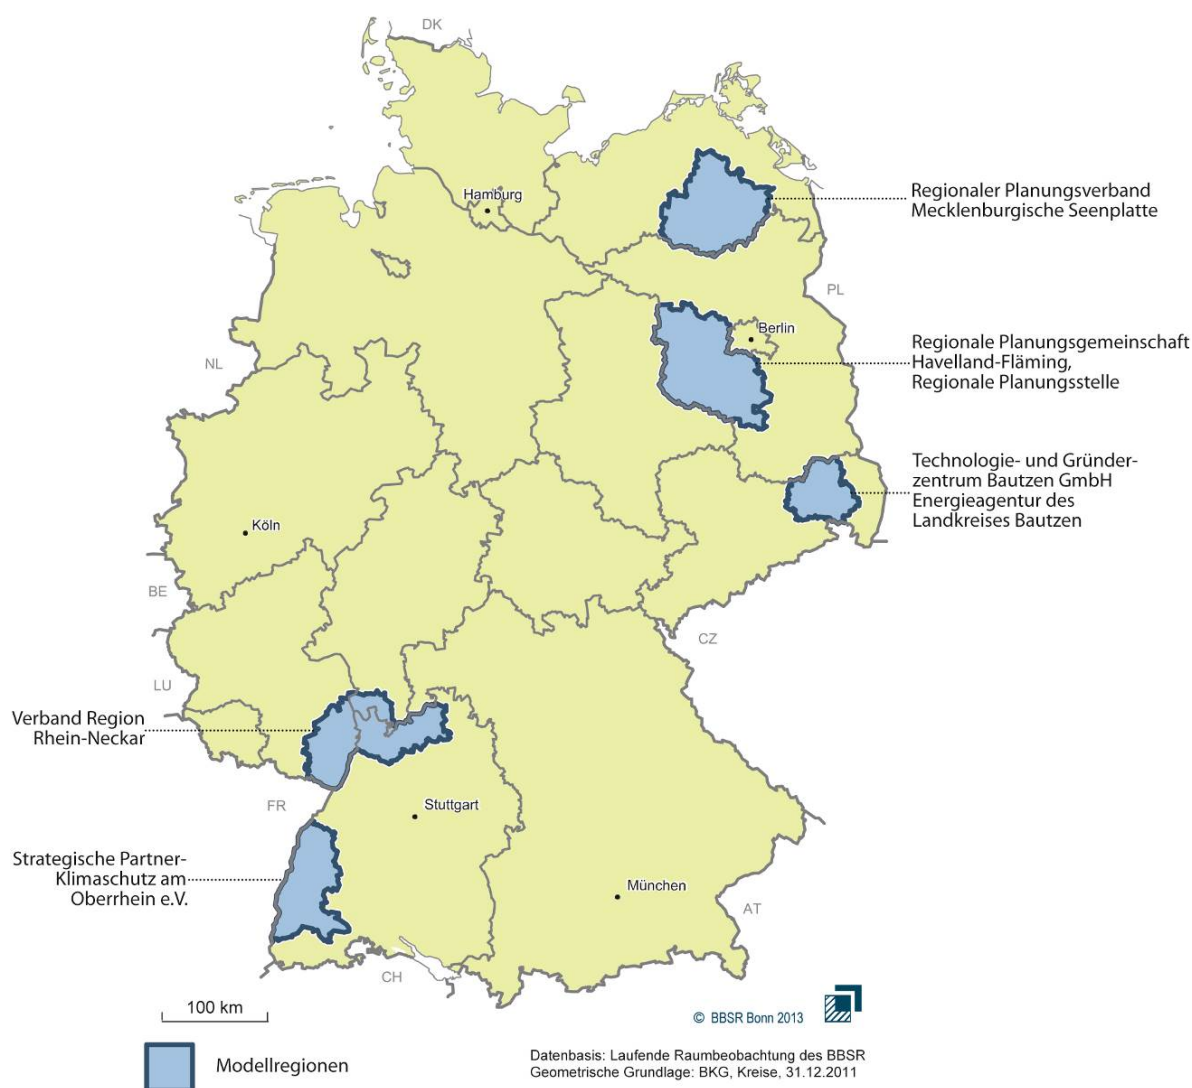 DK
Hamburg
Regionaler Planungsverband
Mecklenburgische Seenplatte
PL
Berlin
Regionale Planungsgemeinschaft
Havelland-Fläming,
Regionale Planungsstelle
NL
Technologie- und Gründer-
zentrum Bautzen GmbH
Energieagentur des
Landkreises Bautzen
Köln
BE
CZ
LU
Verband Region
Rhein-Neckar
FR
Stuttgart
Strategische Partner-
Klimaschutz am
Oberrhein e.V.
München
AT
CH
100 km
© BBSR Bonn 2013
Modellregionen
Datenbasis: Laufende Raumbeobachtung des BBSR
Geometrische Grundlage: BKG, Kreise, 31.12.2011